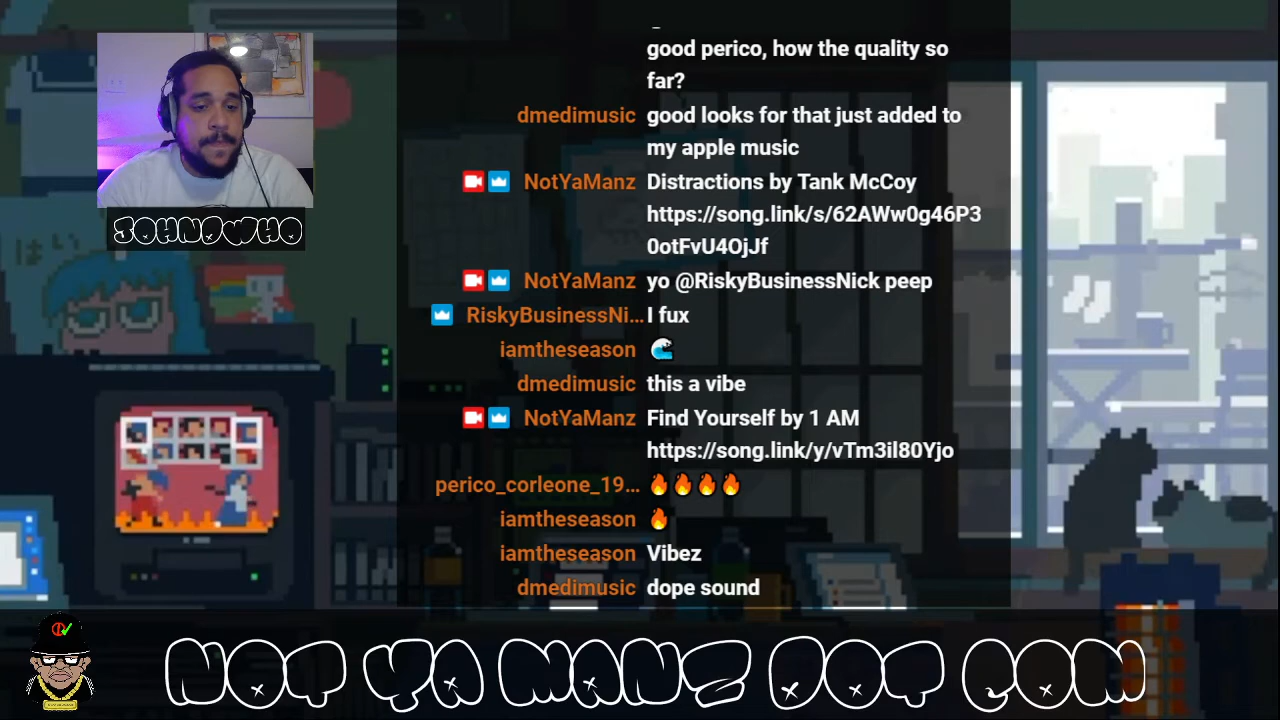 good perico, how the quality so
far?
dmedimusic good looks for that just added to
my apple music
NotYaManz Distractions by Tank McCoy
https://song.link/s/62AWw0g46P3
0otFvU4OjJf
NotYaManz yo @RiskyBusinessNick peep
RiskyBusinessNi... I fux
iamtheseason 🌊
dmedimusic this a vibe
NotYaManz Find Yourself by 1 AM
https://song.link/y/vTm3il80Yjo
perico_corleone_19... 🔥🔥🔥🔥
iamtheseason 🔥
iamtheseason Vibez
dmedimusic dope sound
JOHNDWHO
はい
NOT YA MANZ DOT COM